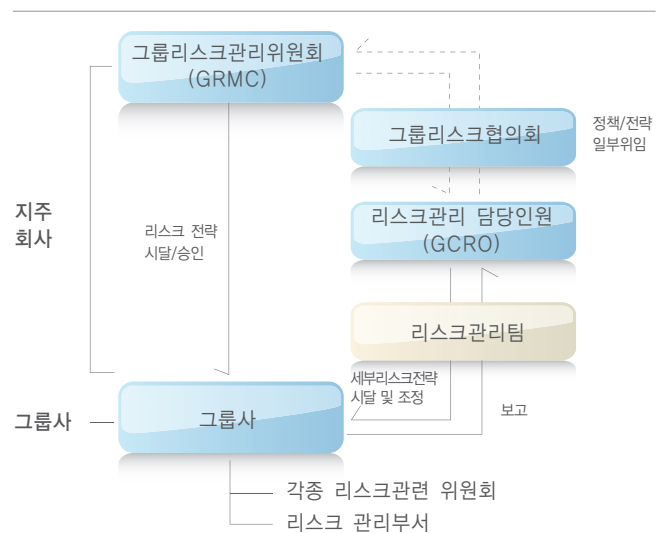 그룹리스크관리위원회
(GRMC)
그룹리스크협의회
정책/전략
일부위임
지주
회사
리스크 전략
시달/승인
리스크관리 담당인원
(GCRO)
리스크관리팀
세부리스크전략
시달 및 조정
보고
그룹사
그룹사
각종 리스크관련 위원회
리스크 관리부서